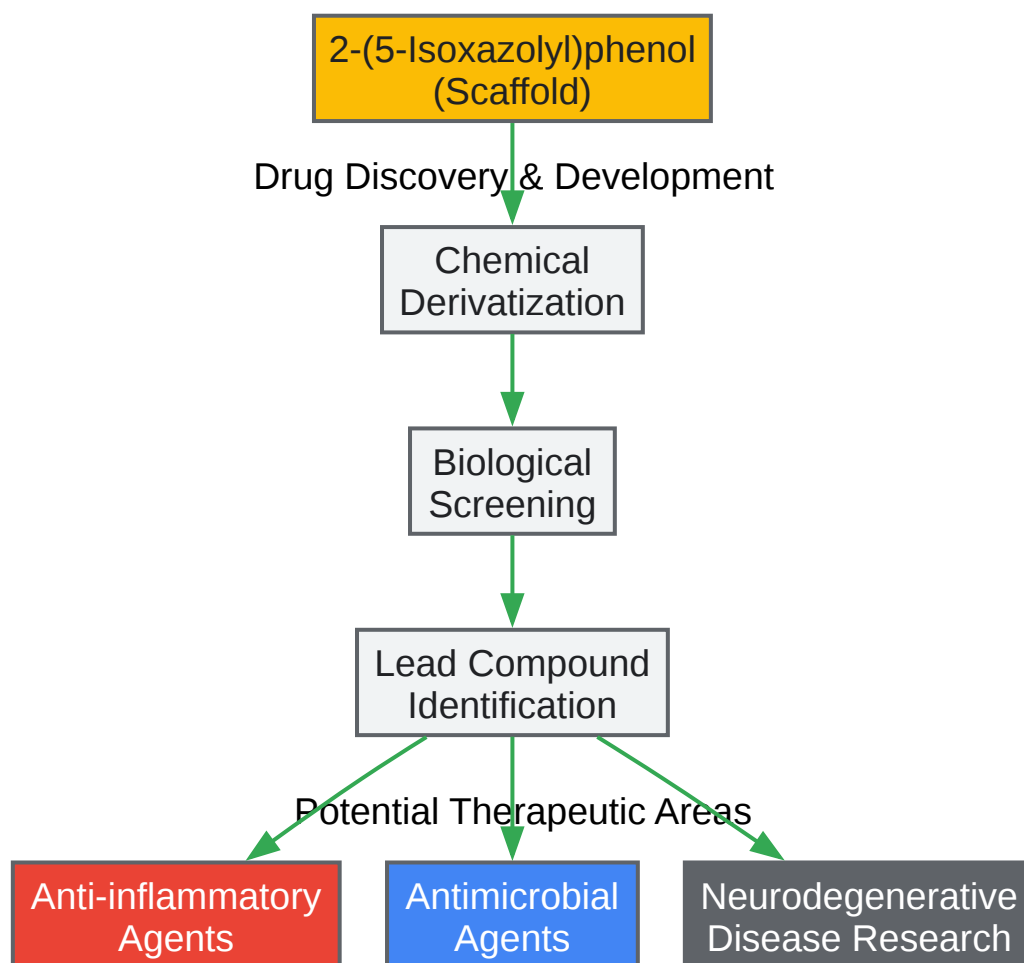 2-(5-Isoxazolyl)phenol
(Scaffold)
Drug Discovery & Development
Chemical
Derivatization
Biological
Screening
Lead Compound
Identification
Potential Therapeutic Areas
Anti-inflammatory
Agents
Antimicrobial
Agents
Neurodegenerative
Disease Research